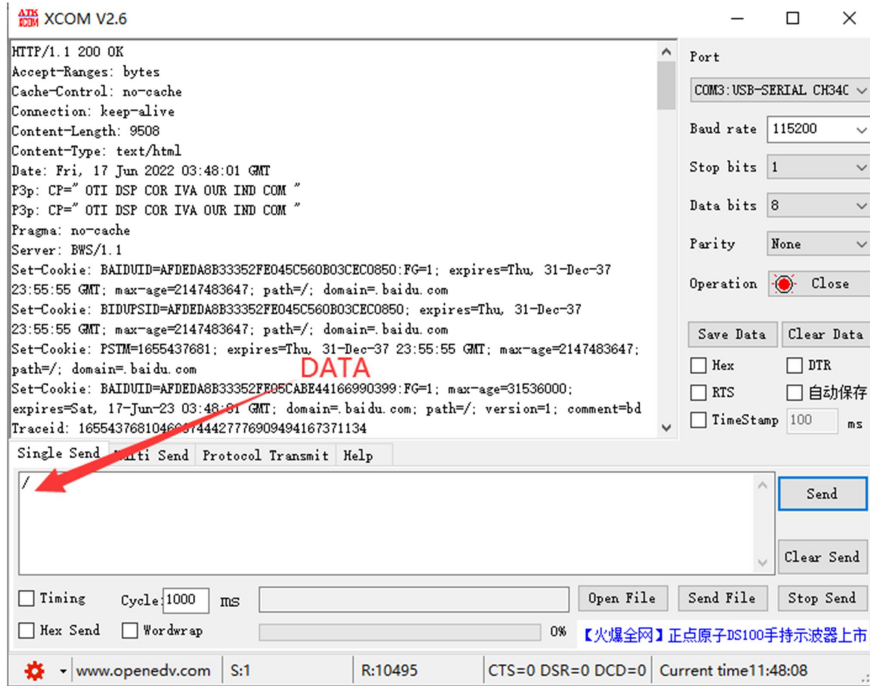 ATK XCOM XCOM V2.6
HTTP/1.1 200 OK
Accept-Ranges: bytes
Cache-Control: no-cache
Connection: keep-alive
Content-Length: 9508
Content-Type: text/html
Date: Fri, 17 Jun 2022 03:48:01 GMT
P3p: CP=" OTI DSP COR IVA OUR IND COM "
P3p: CP=" OTI DSP COR IVA OUR IND COM "
Pragma: no-cache
Server: BWS/1.1
Set-Cookie: BAIDUID=AFDEDA8B33352FE045C560B03CEC0850:FG=1; expires=Thu, 31-Dec-37
23:55:55 GMT; max-age=2147483647; path=/; domain=.baidu.com
Set-Cookie: BIDUPSID=AFDEDA8B33352FE045C560B03CEC0850; expires=Thu, 31-Dec-37
23:55:55 GMT; max-age=2147483647; path=/; domain=.baidu.com
Set-Cookie: PSTM=1655437681; expires=Thu, 31-Dec-37 23:55:55 GMT; max-age=2147483647;
path=/; domain=.baidu.com
Set-Cookie: BAIDUID=AFDEDA8B33352FE05CABE44166990399:FG=1; max-age=31536000;
expires=Sat, 17-Jun-23 03:48:01 GMT; domain=.baidu.com; path=/; version=1; comment=bd
Traceid:
DATA
Port
COM3:USB-SERIAL CH34C
Baud rate 115200
Stop bits 1
Data bits 8
Parity None
Operation Close
Save Data Clear Data
Hex DTR
RTS 自动保存
TimeStamp 100 ms
Single Send Multi Send Protocol Transmit Help
/
Send
Clear Send
Timing Cycle: 1000 ms Open File Send File Stop Send
Hex Send Wordwrap 0% 【火爆全网】正点原子DS100手持示波器上市
www.openedv.com S:1 R:10495 CTS=0 DSR=0 DCD=0 Current time11:48:08